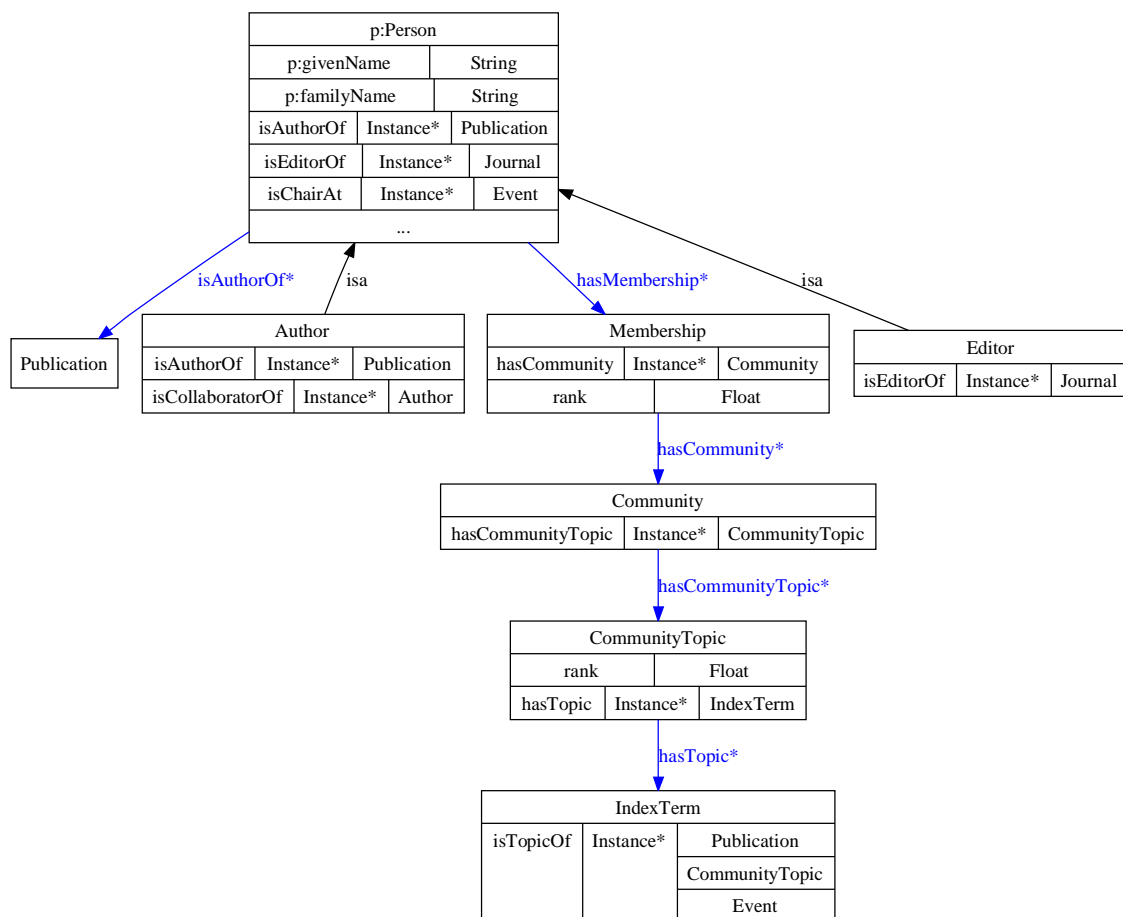 p:Person
p:givenName String
p:familyName String
isAuthorOf Instance* Publication
isEditorOf Instance* Journal
isChairAt Instance* Event
...
isAuthorOf*
isa
hasMembership*
isa
Publication
Author
isAuthorOf Instance* Publication
isCollaboratorOf Instance* Author
Membership
hasCommunity Instance* Community
rank Float
Editor
isEditorOf Instance* Journal
hasCommunity*
Community
hasCommunityTopic Instance* CommunityTopic
hasCommunityTopic*
CommunityTopic
rank Float
hasTopic Instance* IndexTerm
hasTopic*
IndexTerm
isTopicOf Instance* Publication
CommunityTopic
Event